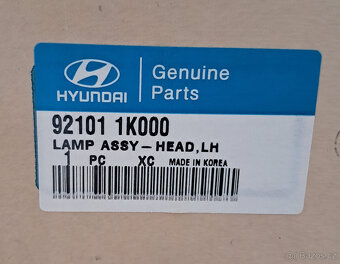 HYUNDAI
Genuine
Parts
92101 1K000
LAMP ASSY-HEAD,LH
1 PC XC MADE IN KOREA